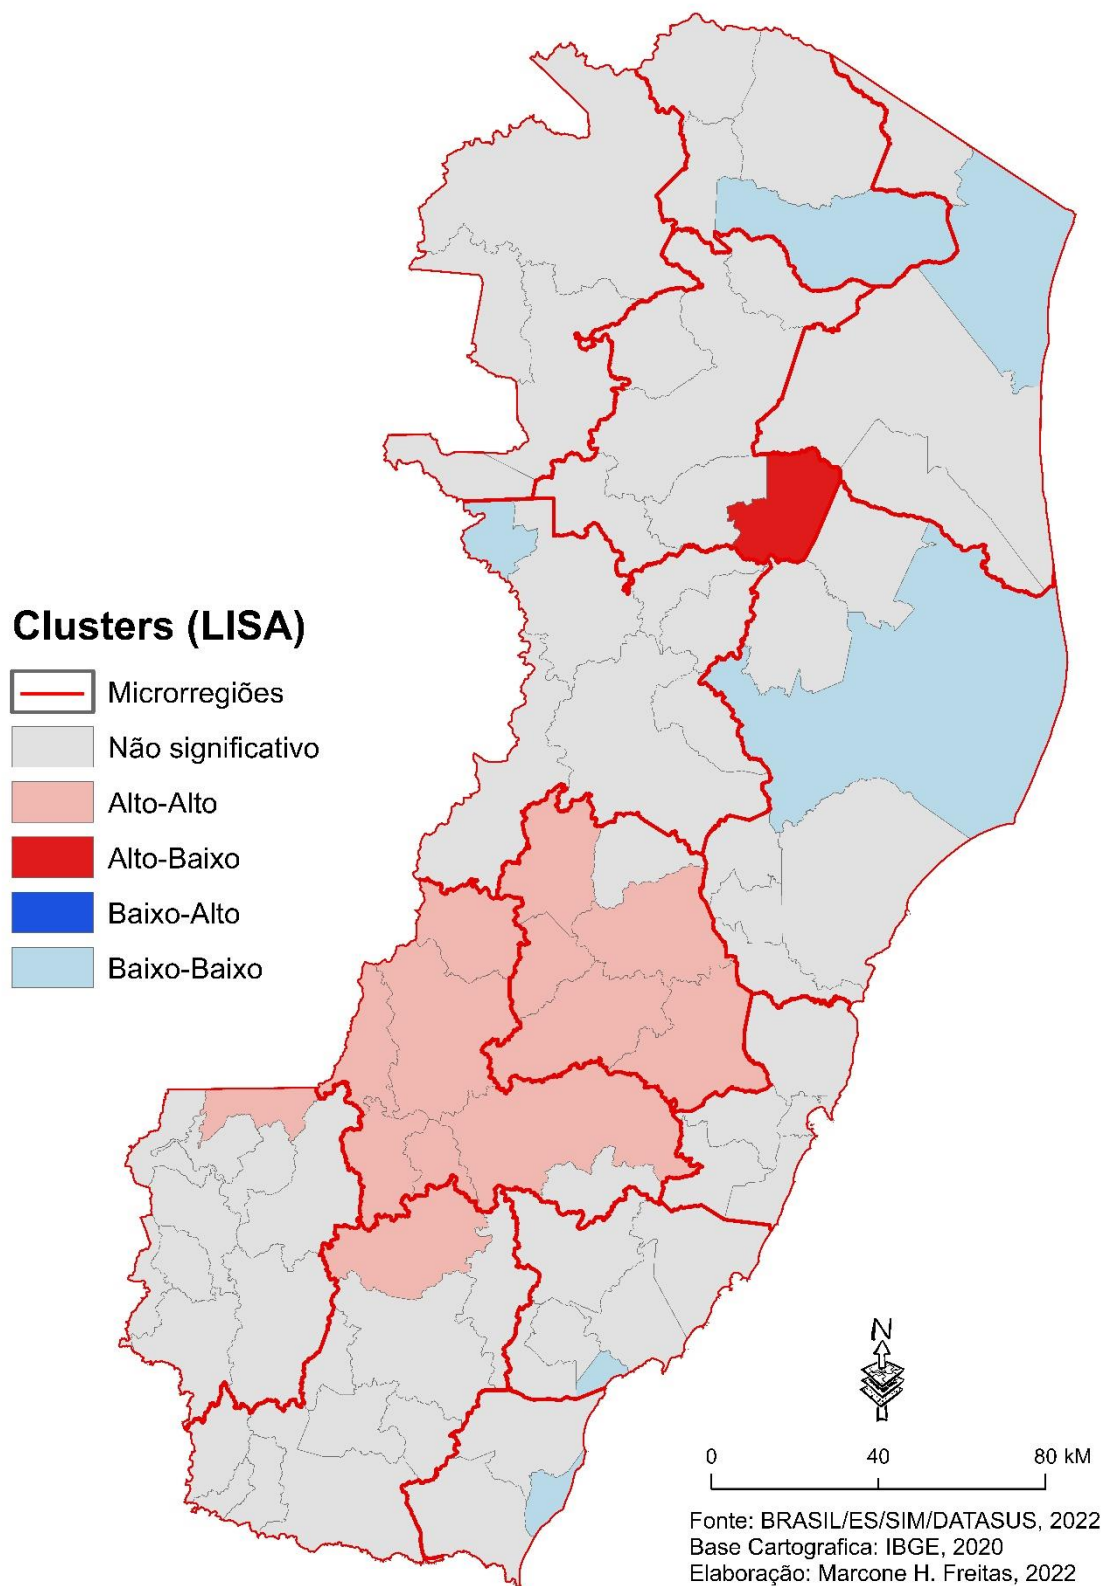 Clusters (LISA)
Microrregiões
Não significativo
Alto-Alto
Alto-Baixo
Baixo-Alto
Baixo-Baixo
N
0 40 80 kM
Fonte: BRASIL/ES/SIM/DATASUS, 2022
Base Cartografica: IBGE, 2020
Elaboração: Marcone H. Freitas, 2022